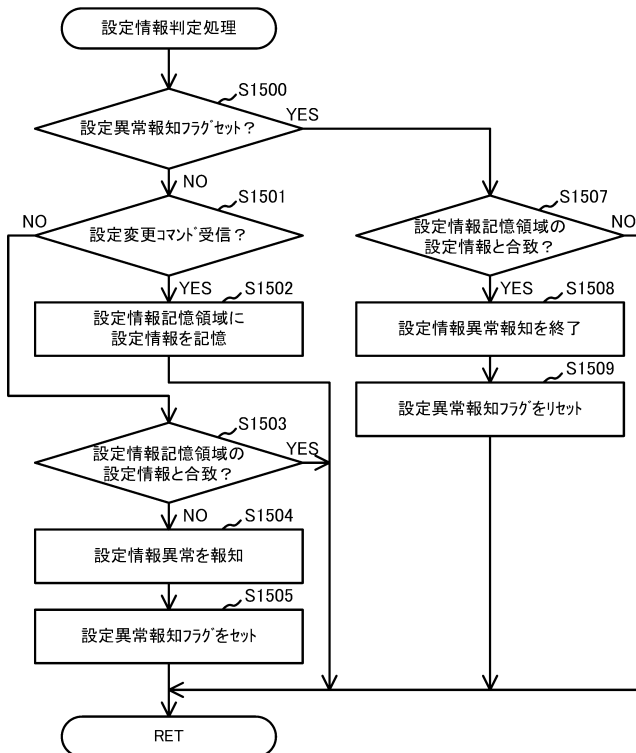 設定情報判定処理
S1500
設定異常報知フラグセット？
YES
NO
S1501
NO
設定変更コマンド受信？
YES
S1502
設定情報記憶領域に
設定情報を記憶
S1503
設定情報記憶領域の
設定情報と合致？
YES
NO
S1504
設定情報異常を報知
S1505
設定異常報知フラグをセット
S1507
設定情報記憶領域の
設定情報と合致？
NO
YES
S1508
設定情報異常報知を終了
S1509
設定異常報知フラグをリセット
RET